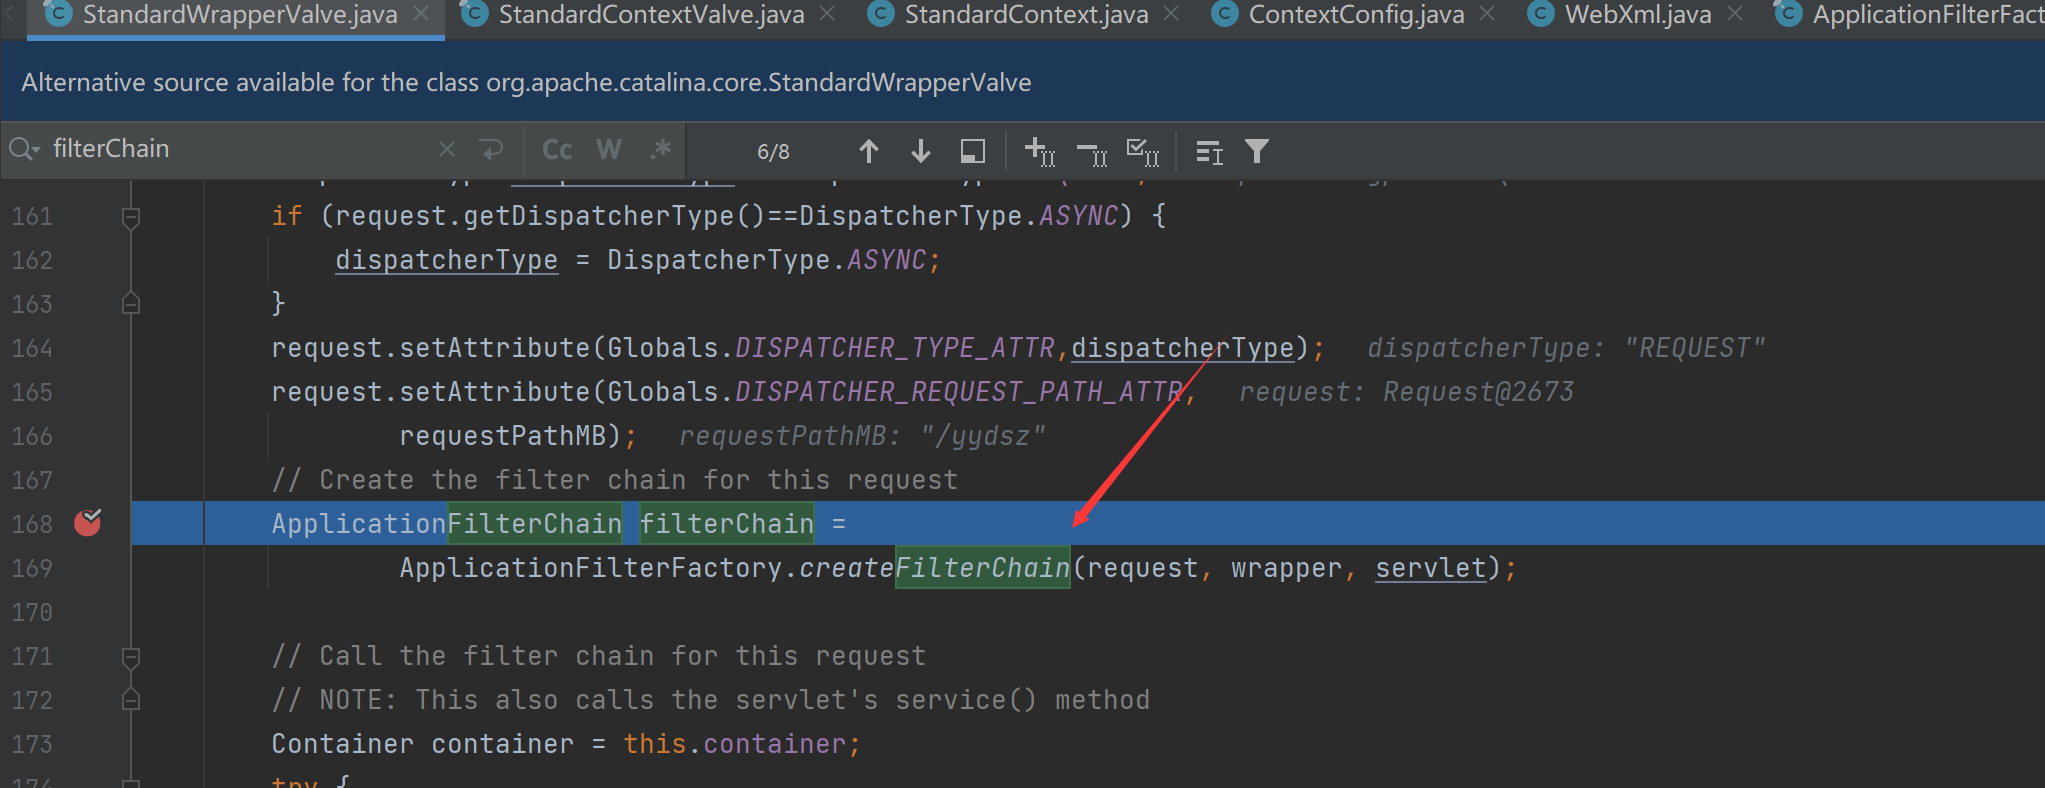 StandardWrapperValve.java StandardContextValve.java StandardContext.java ContextConfig.java WebXml.java ApplicationFilterFact
Alternative source available for the class org.apache.catalina.core.StandardWrapperValve
filterChain Cc W .* 6/8
161 if (request.getDispatcherType()==DispatcherType.ASYNC) {
162 dispatcherType = DispatcherType.ASYNC;
163 }
164 request.setAttribute(Globals.DISPATCHER_TYPE_ATTR,dispatcherType); dispatcherType: "REQUEST"
165 request.setAttribute(Globals.DISPATCHER_REQUEST_PATH_ATTR, request: Request@2673
166 requestPathMB); requestPathMB: "/yydsz"
167 // Create the filter chain for this request
168 ApplicationFilterChain filterChain =
169 ApplicationFilterFactory.createFilterChain(request, wrapper, servlet);
170
171 // Call the filter chain for this request
172 // NOTE: This also calls the servlet's service() method
173 Container container = this.container;
174 try {